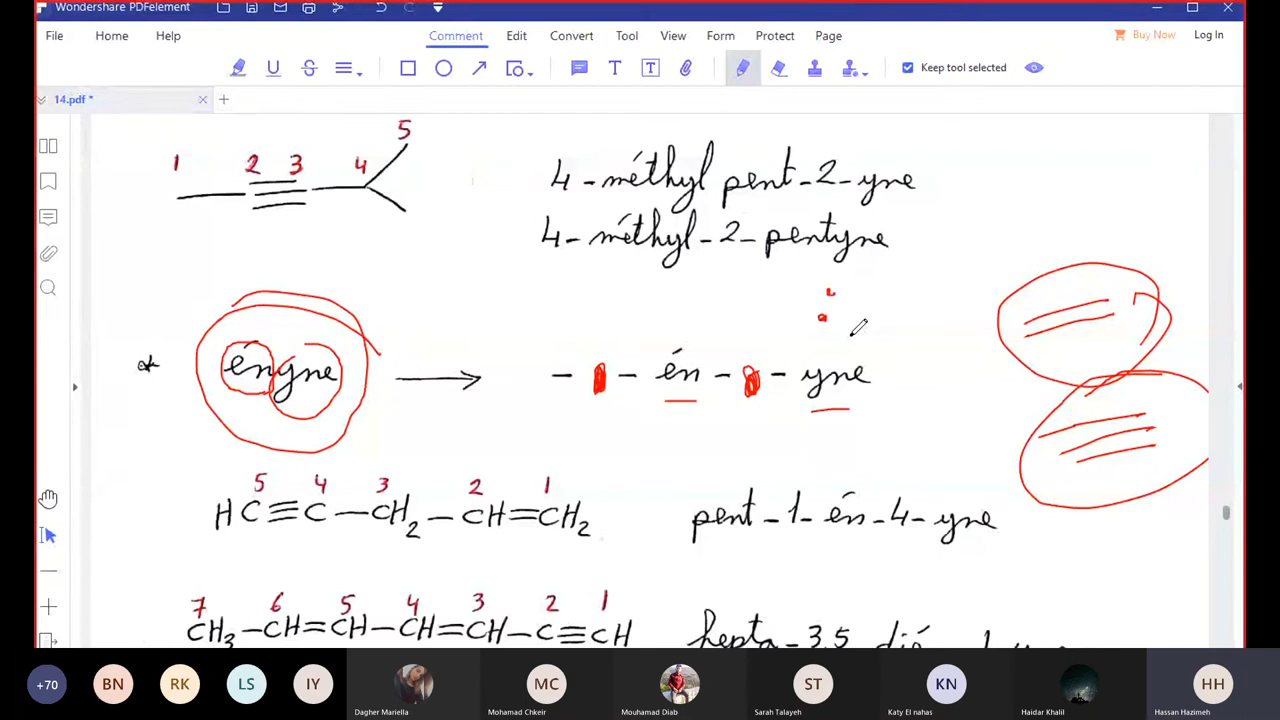 Wondershare PDFelement
File Home Help Comment Edit Convert Tool View Form Protect Page Buy Now Log In
Keep tool selected
14.pdf *
1 2 3 4 5
4-méthyl pent-2-yne
4-méthyl-2-pentyne
ényne → - - én - - yne
5 4 3 2 1
HC≡C—CH2—CH=CH2 pent-1-én-4-yne
7 6 5 4 3 2 1
CH3—CH=CH—CH=CH—C≡CH hepta-3,5
+70 BN RK LS IY MC ST KN HH
Dagher Mariella Mohamad Chkeir Mouhamad Diab Sarah Talayeh Katy El nahas Haidar Khalil Hassan Hazimeh